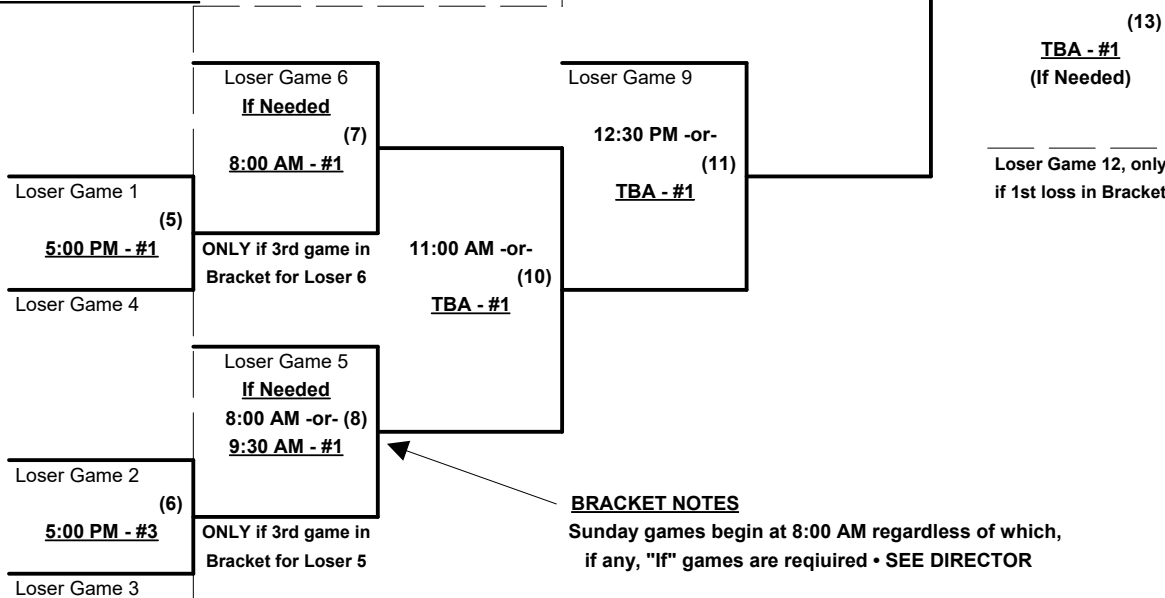 (13)
TBA - #1
(If Needed)
Loser Game 12, only
if 1st loss in Bracket
Loser Game 6
If Needed
(7)
8:00 AM - #1
Loser Game 9
12:30 PM -or-
(11)
TBA - #1
Loser Game 1
(5)
5:00 PM - #1
Loser Game 4
ONLY if 3rd game in
Bracket for Loser 6
11:00 AM -or-
(10)
TBA - #1
Loser Game 5
If Needed
8:00 AM -or- (8)
9:30 AM - #1
Loser Game 2
(6)
5:00 PM - #3
Loser Game 3
ONLY if 3rd game in
Bracket for Loser 5
BRACKET NOTES
Sunday games begin at 8:00 AM regardless of which,
if any, "If" games are reqiuired • SEE DIRECTOR